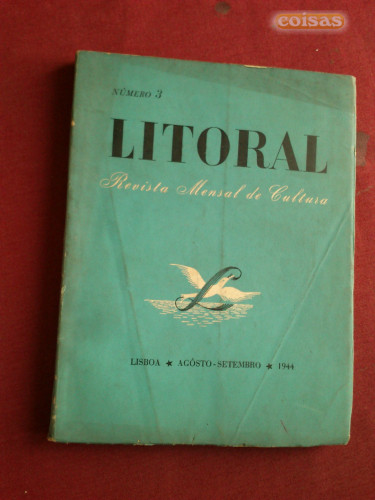 coisas
NÚMERO 3
LITORAL
Revista Mensal de Cultura
L
LISBOA ★ AGÔSTO-SETEMBRO ★ 1944